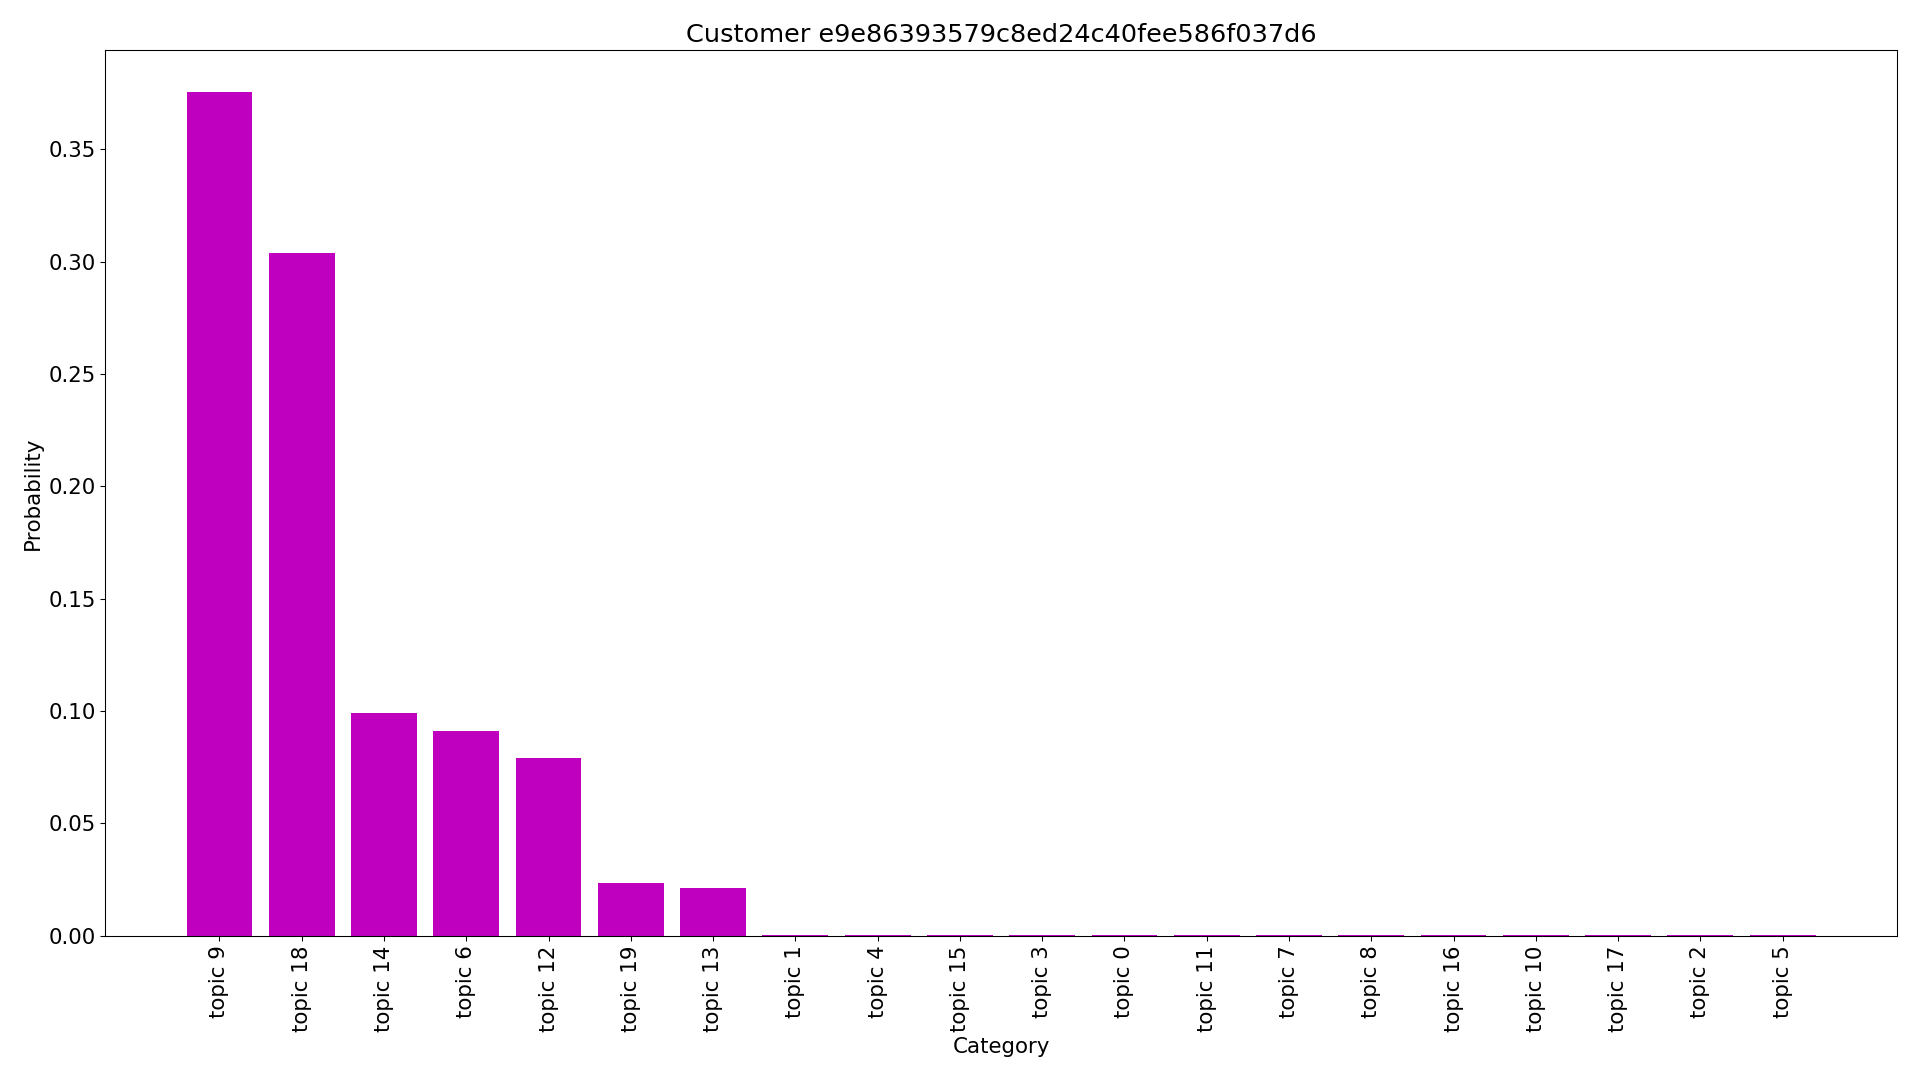 Customer e9e86393579c8ed24c40fee586f037d6
Probability
0.35
0.30
0.25
0.20
0.15
0.10
0.05
0.00
topic 9
topic 18
topic 14
topic 6
topic 12
topic 19
topic 13
topic 1
topic 4
topic 15
topic 3
topic 0
topic 11
topic 7
topic 8
topic 16
topic 10
topic 17
topic 2
topic 5
Category